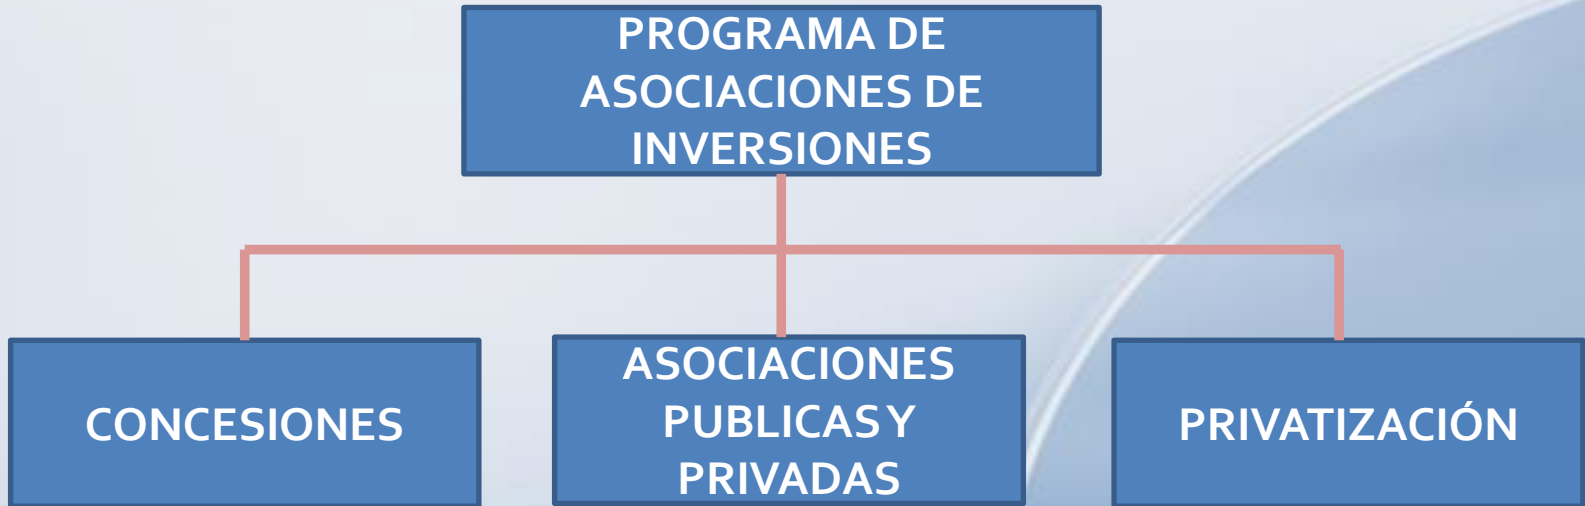 PROGRAMA DE
ASOCIACIONES DE
INVERSIONES
CONCESIONES
ASOCIACIONES
PUBLICAS Y
PRIVADAS
PRIVATIZACIÓN